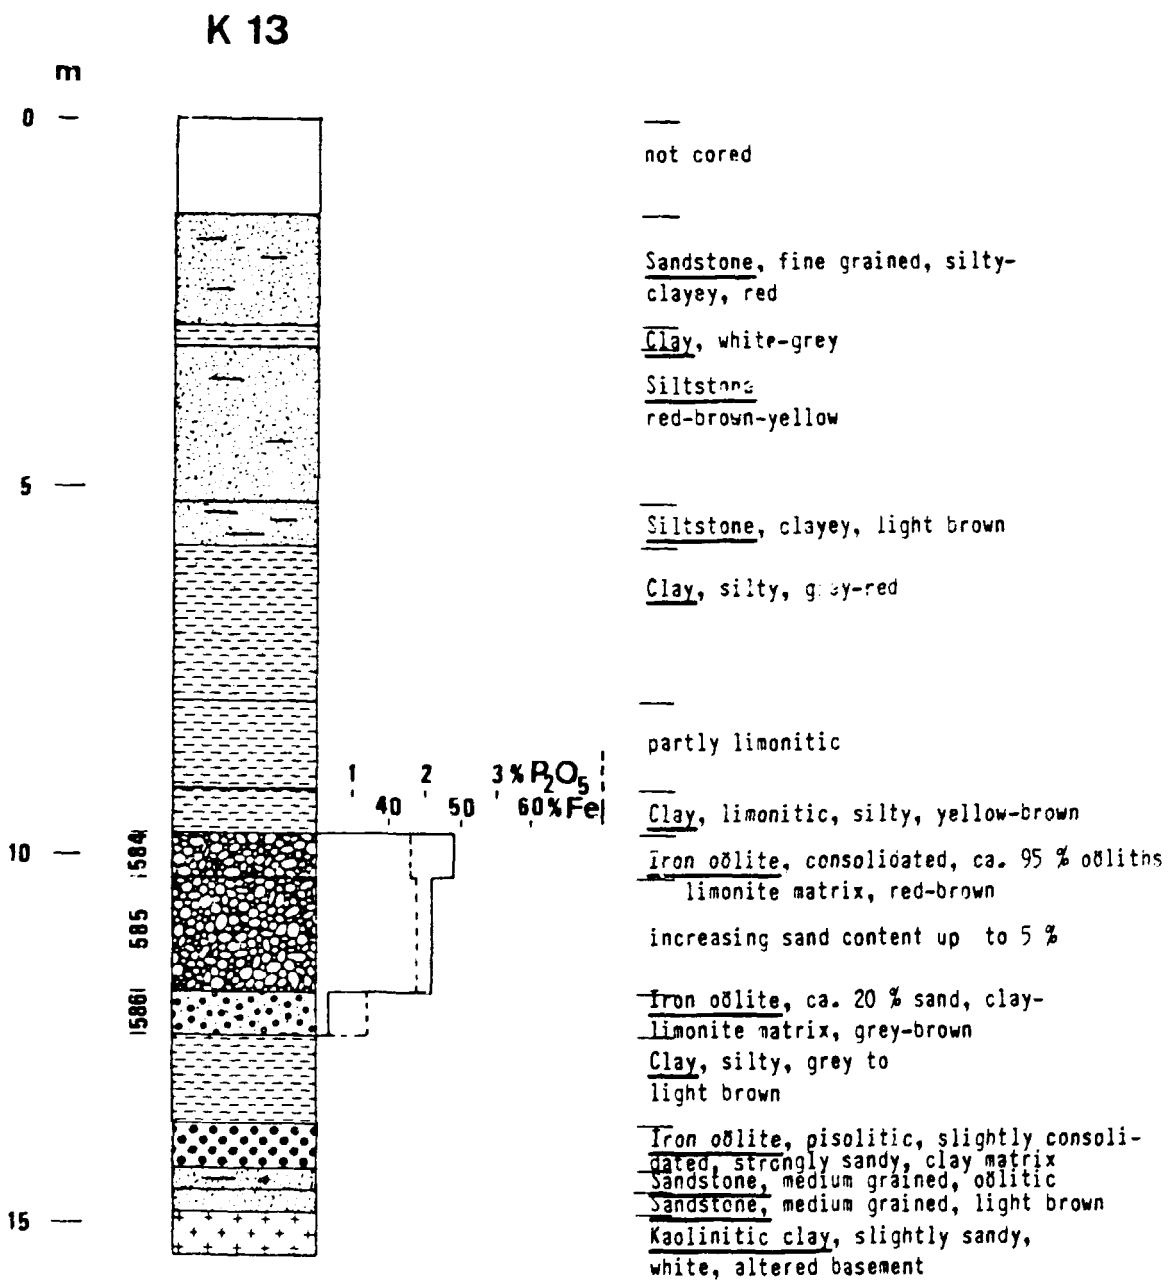 K 13
m
0
not cored
Sandstone, fine grained, silty-
clayey, red
Clay, white-grey
Siltstone
red-brown-yellow
5
Siltstone, clayey, light brown
Clay, silty, grey-red
partly limonitic
1 2 3 % P₂O₅
40 50 60 % Fe
Clay, limonitic, silty, yellow-brown
584
10
Iron oölite, consolidated, ca. 95 % oöliths
limonite matrix, red-brown
585
increasing sand content up to 5 %
586
Iron oölite, ca. 20 % sand, clay-
limonite matrix, grey-brown
Clay, silty, grey to
light brown
Iron oölite, pisolitic, slightly consoli-
dated, strongly sandy, clay matrix
Sandstone, medium grained, oölitic
Sandstone, medium grained, light brown
15
Kaolinitic clay, slightly sandy,
white, altered basement